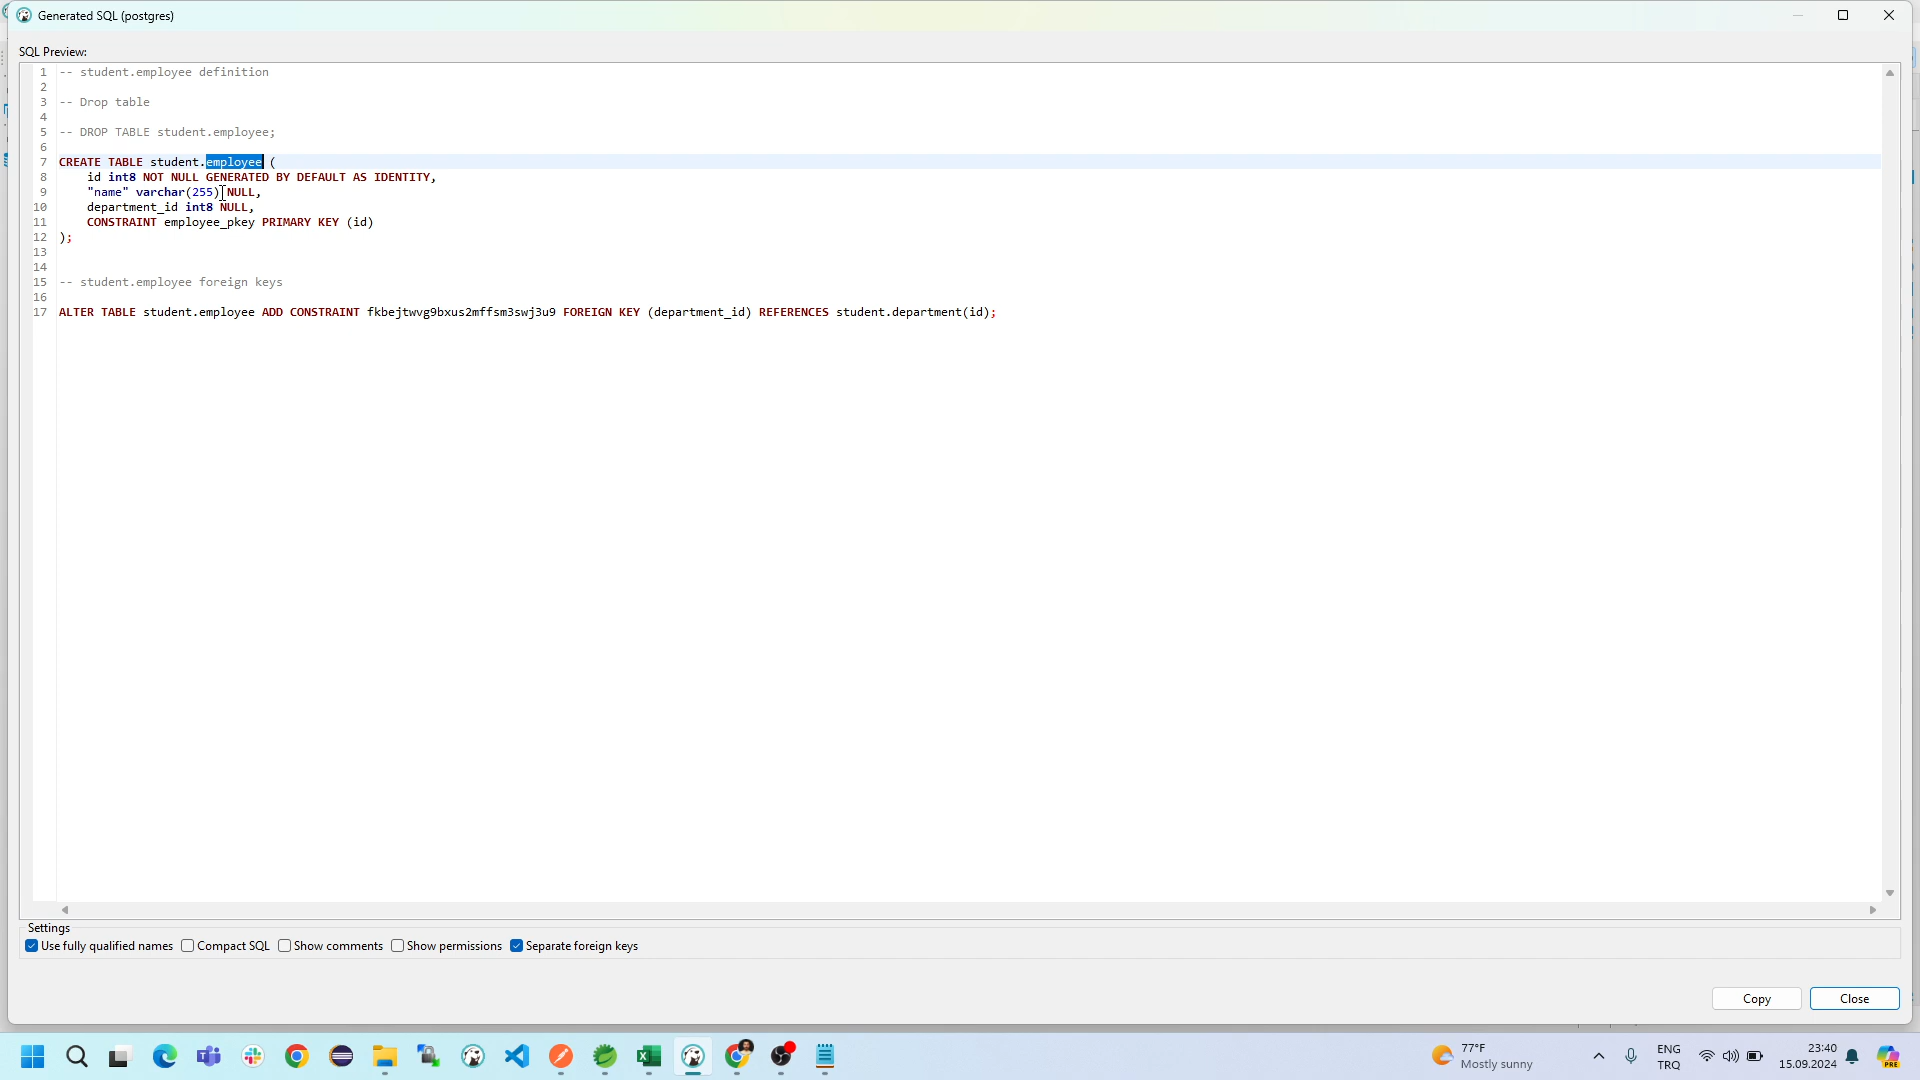 Generated SQL (postgres)
SQL Preview:
1 -- student.employee definition
2
3 -- Drop table
4
5 -- DROP TABLE student.employee;
6
7 CREATE TABLE student.employee (
8 id int8 NOT NULL GENERATED BY DEFAULT AS IDENTITY,
9 "name" varchar(255) NULL,
10 department_id int8 NULL,
11 CONSTRAINT employee_pkey PRIMARY KEY (id)
12 );
13
14
15 -- student.employee foreign keys
16
17 ALTER TABLE student.employee ADD CONSTRAINT fkbejtwvg9bxus2mffsm3swj3u9 FOREIGN KEY (department_id) REFERENCES student.department(id);
Settings
Use fully qualified names Compact SQL Show comments Show permissions Separate foreign keys
Copy Close
77°F
Mostly sunny
ENG
TRQ
23:40
15.09.2024
PRE